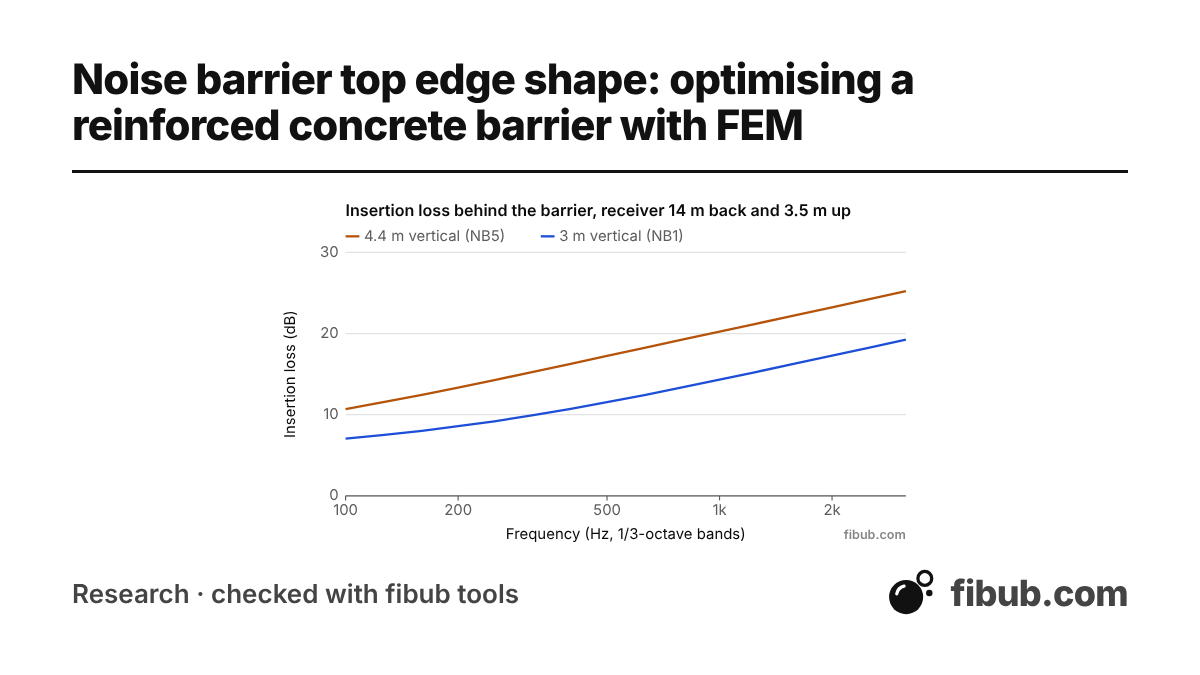 Noise barrier top edge shape: optimising a
reinforced concrete barrier with FEM
Insertion loss behind the barrier, receiver 14 m back and 3.5 m up
4.4 m vertical (NB5) 3 m vertical (NB1)
30
20
10
0
Insertion loss (dB)
100 200 500 1k 2k
Frequency (Hz, 1/3-octave bands)
fibub.com
Research · checked with fibub tools
fibub.com